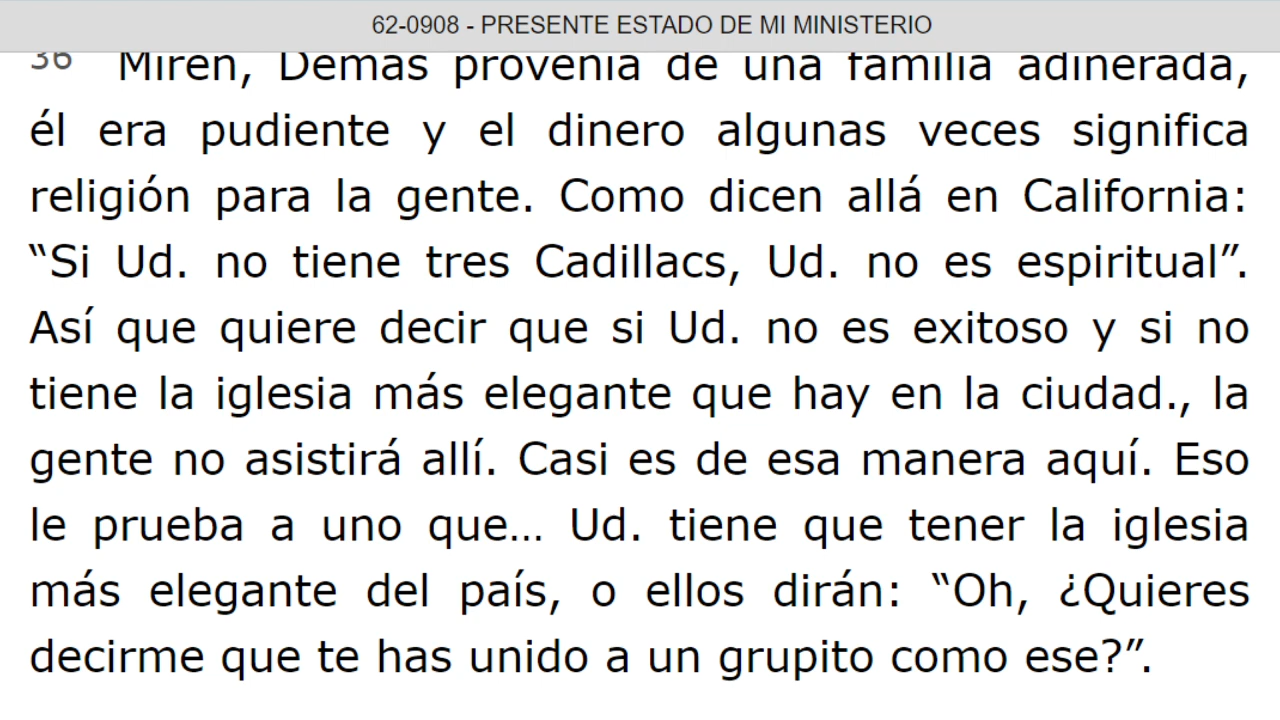 62-0908 - PRESENTE ESTADO DE MI MINISTERIO
36 Miren, Demas provenía de una familia adinerada,
él era pudiente y el dinero algunas veces significa
religión para la gente. Como dicen allá en California:
“Si Ud. no tiene tres Cadillacs, Ud. no es espiritual”.
Así que quiere decir que si Ud. no es exitoso y si no
tiene la iglesia más elegante que hay en la ciudad., la
gente no asistirá allí. Casi es de esa manera aquí. Eso
le prueba a uno que… Ud. tiene que tener la iglesia
más elegante del país, o ellos dirán: “Oh, ¿Quieres
decirme que te has unido a un grupito como ese?”.